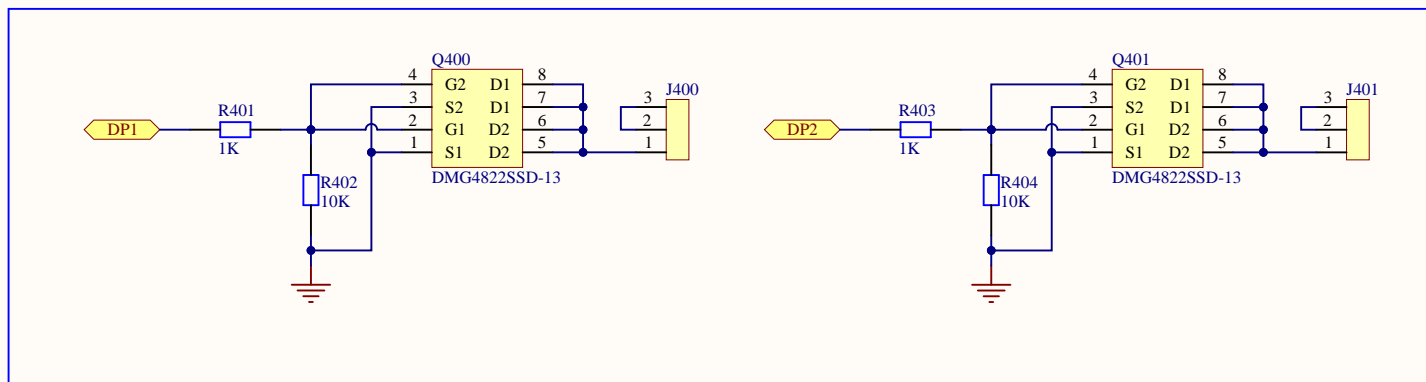 Q400
4 G2 D1 8
3 S2 D1 7
2 G1 D2 6
1 S1 D2 5
DMG4822SSD-13
J400
3
2
1
DP1
R401
1K
R402
10K
Q401
4 G2 D1 8
3 S2 D1 7
2 G1 D2 6
1 S1 D2 5
DMG4822SSD-13
J401
3
2
1
DP2
R403
1K
R404
10K